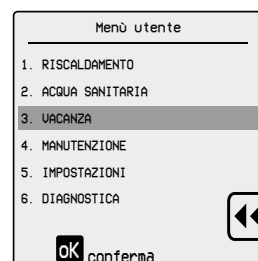 Menù utente
1. RISCALDAMENTO
2. ACQUA SANITARIA
3. VACANZA
4. MANUTENZIONE
5. IMPOSTAZIONI
6. DIAGNOSTICA
oK conferma